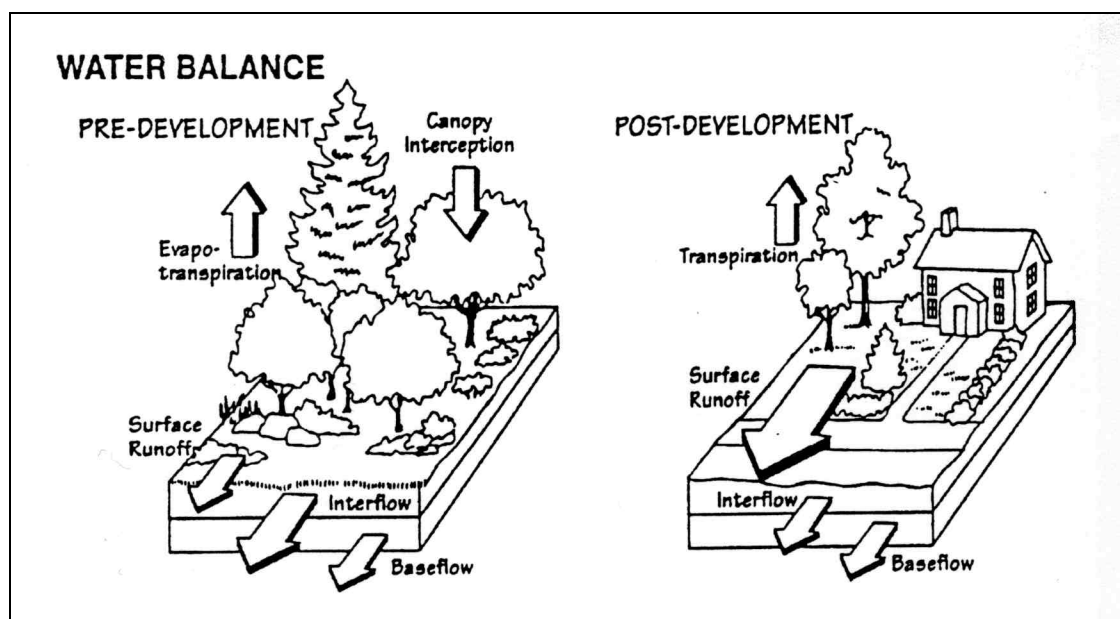 WATER BALANCE
PRE-DEVELOPMENT
Canopy
Interception
Evapo-
transpiration
Surface
Runoff
Interflow
Baseflow
POST-DEVELOPMENT
Transpiration
Surface
Runoff
Interflow
Baseflow